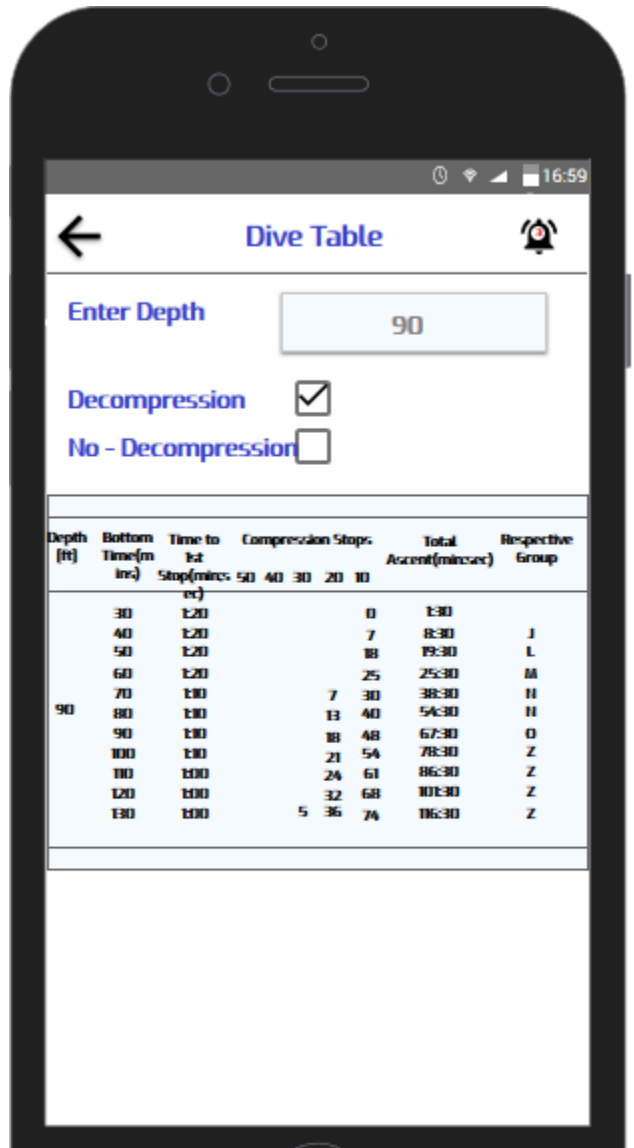 16:59
Dive Table
3
Enter Depth 90
Decompression
No - Decompression
Depth Bottom Time to Compression Stops Total Respective
(ft) Time(m 1st Ascent(min:sec) Group
ins) Stop(min:s 50 40 30 20 10
ec)
30 1:20 0 1:30
40 1:20 7 8:30 J
50 1:20 18 19:30 L
60 1:20 25 25:30 M
70 1:10 7 30 38:30 N
90 80 1:10 13 40 54:30 N
90 1:10 18 48 67:30 O
100 1:10 21 54 78:30 Z
110 1:00 24 61 86:30 Z
120 1:00 32 68 101:30 Z
130 1:00 5 36 74 116:30 Z